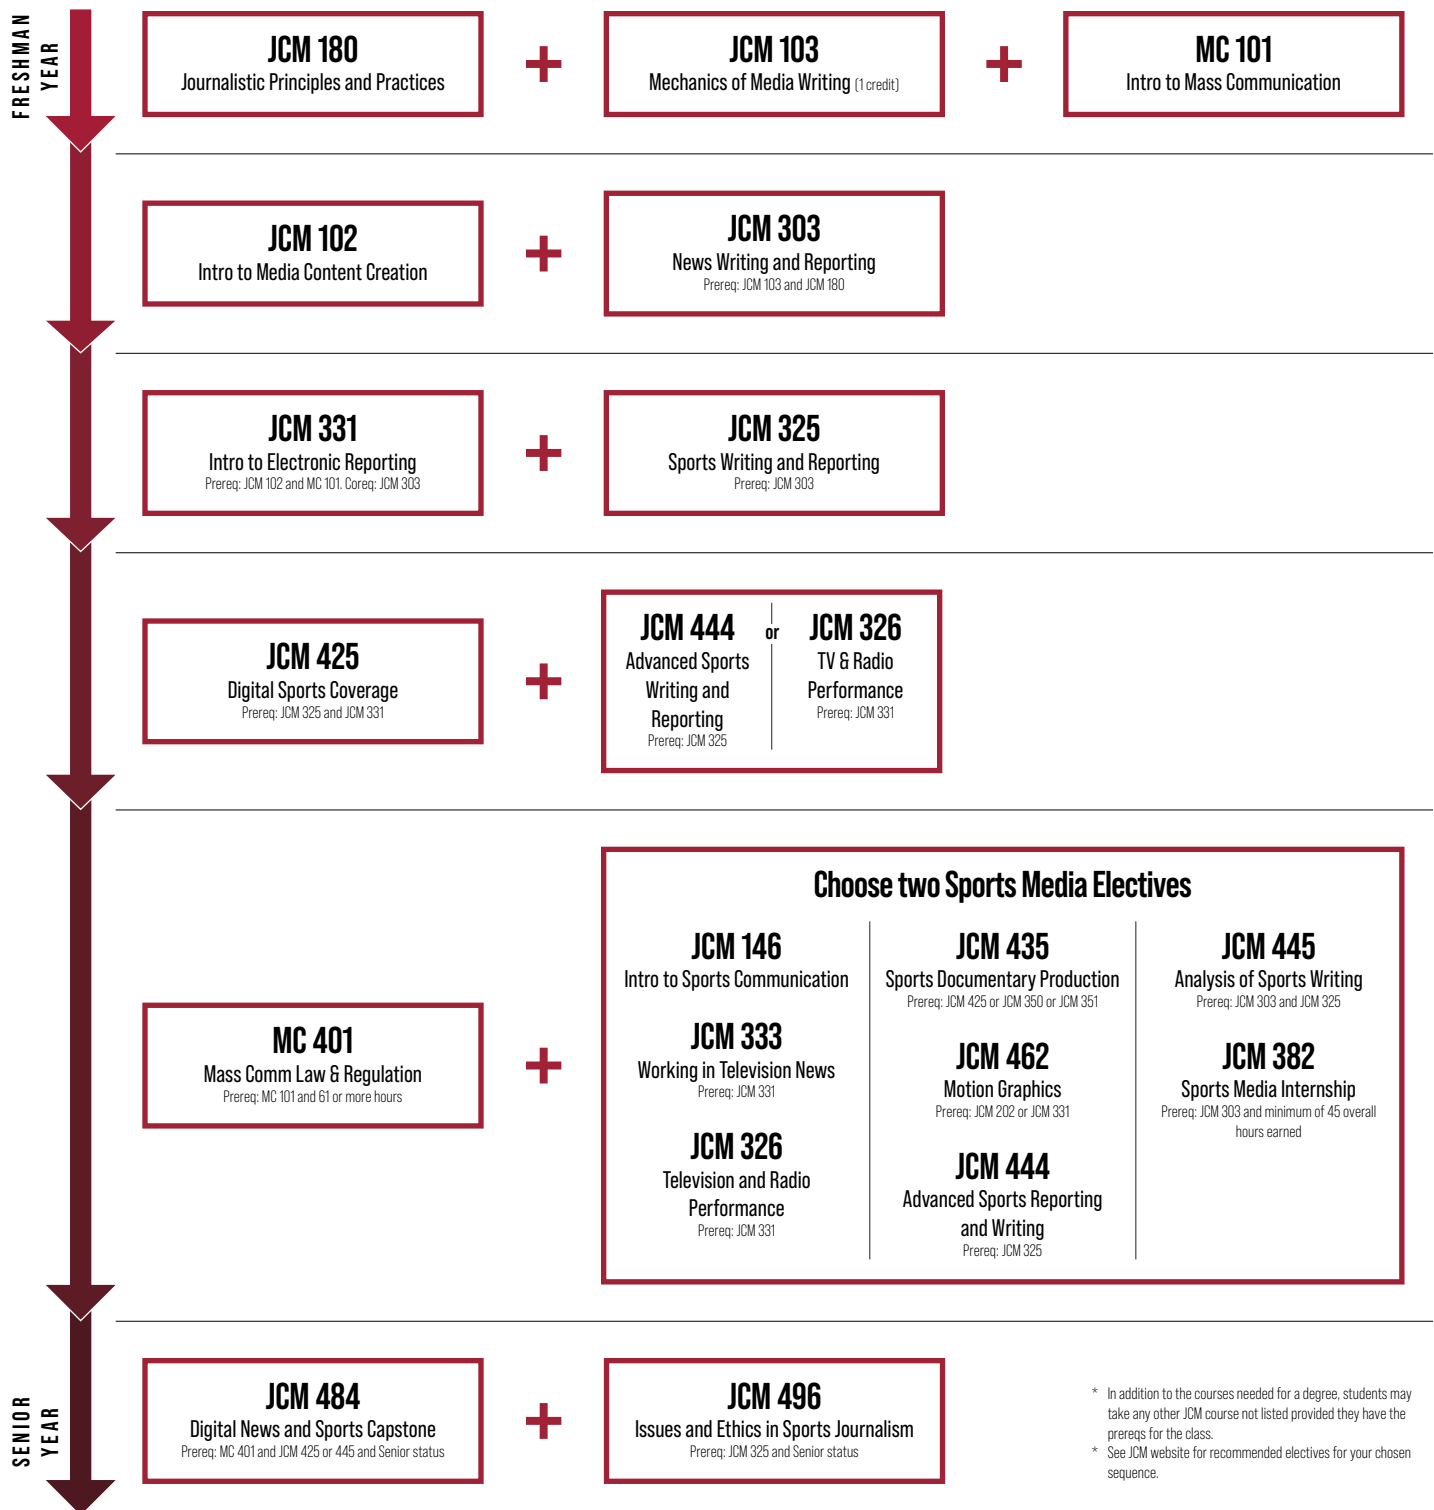 FRESHMAN
YEAR
JCM 180
Journalistic Principles and Practices
JCM 103
Mechanics of Media Writing (1 credit)
MC 101
Intro to Mass Communication
JCM 102
Intro to Media Content Creation
JCM 303
News Writing and Reporting
Prereq: JCM 103 and JCM 180
JCM 331
Intro to Electronic Reporting
Prereq: JCM 102 and MC 101. Coreq: JCM 303
JCM 325
Sports Writing and Reporting
Prereq: JCM 303
JCM 425
Digital Sports Coverage
Prereq: JCM 325 and JCM 331
JCM 444
Advanced Sports
Writing and
Reporting
Prereq: JCM 325
or
JCM 326
TV & Radio
Performance
Prereq: JCM 331
MC 401
Mass Comm Law & Regulation
Prereq: MC 101 and 61 or more hours
Choose two Sports Media Electives
JCM 146
Intro to Sports Communication
JCM 333
Working in Television News
Prereq: JCM 331
JCM 326
Television and Radio
Performance
Prereq: JCM 331
JCM 435
Sports Documentary Production
Prereq: JCM 425 or JCM 350 or JCM 351
JCM 462
Motion Graphics
Prereq: JCM 202 or JCM 331
JCM 444
Advanced Sports Reporting
and Writing
Prereq: JCM 325
JCM 445
Analysis of Sports Writing
Prereq: JCM 303 and JCM 325
JCM 382
Sports Media Internship
Prereq: JCM 303 and minimum of 45 overall
hours earned
SENIOR
YEAR
JCM 484
Digital News and Sports Capstone
Prereq: MC 401 and JCM 425 or 445 and Senior status
JCM 496
Issues and Ethics in Sports Journalism
Prereq: JCM 325 and Senior status
* In addition to the courses needed for a degree, students may
take any other JCM course not listed provided they have the
prereqs for the class.
* See JCM website for recommended electives for your chosen
sequence.